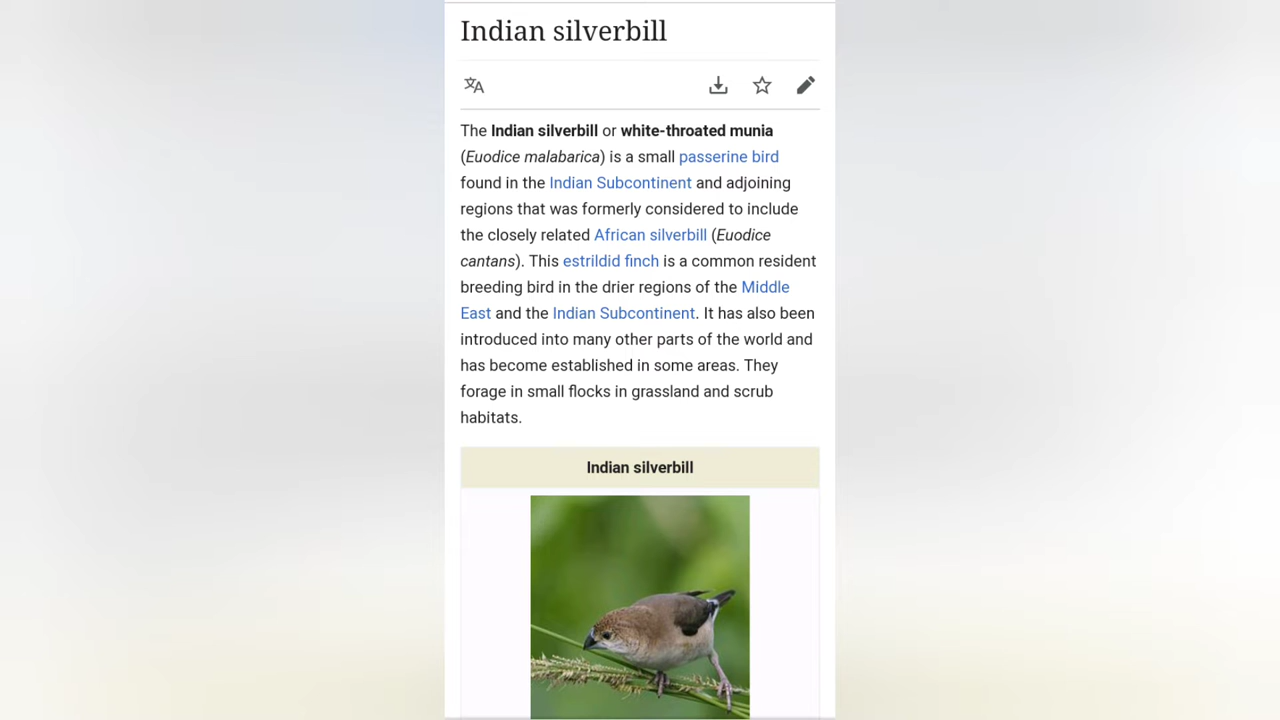 Indian silverbill
The Indian silverbill or white-throated munia
(Euodice malabarica) is a small passerine bird
found in the Indian Subcontinent and adjoining
regions that was formerly considered to include
the closely related African silverbill (Euodice
cantans). This estrildid finch is a common resident
breeding bird in the drier regions of the Middle
East and the Indian Subcontinent. It has also been
introduced into many other parts of the world and
has become established in some areas. They
forage in small flocks in grassland and scrub
habitats.
Indian silverbill